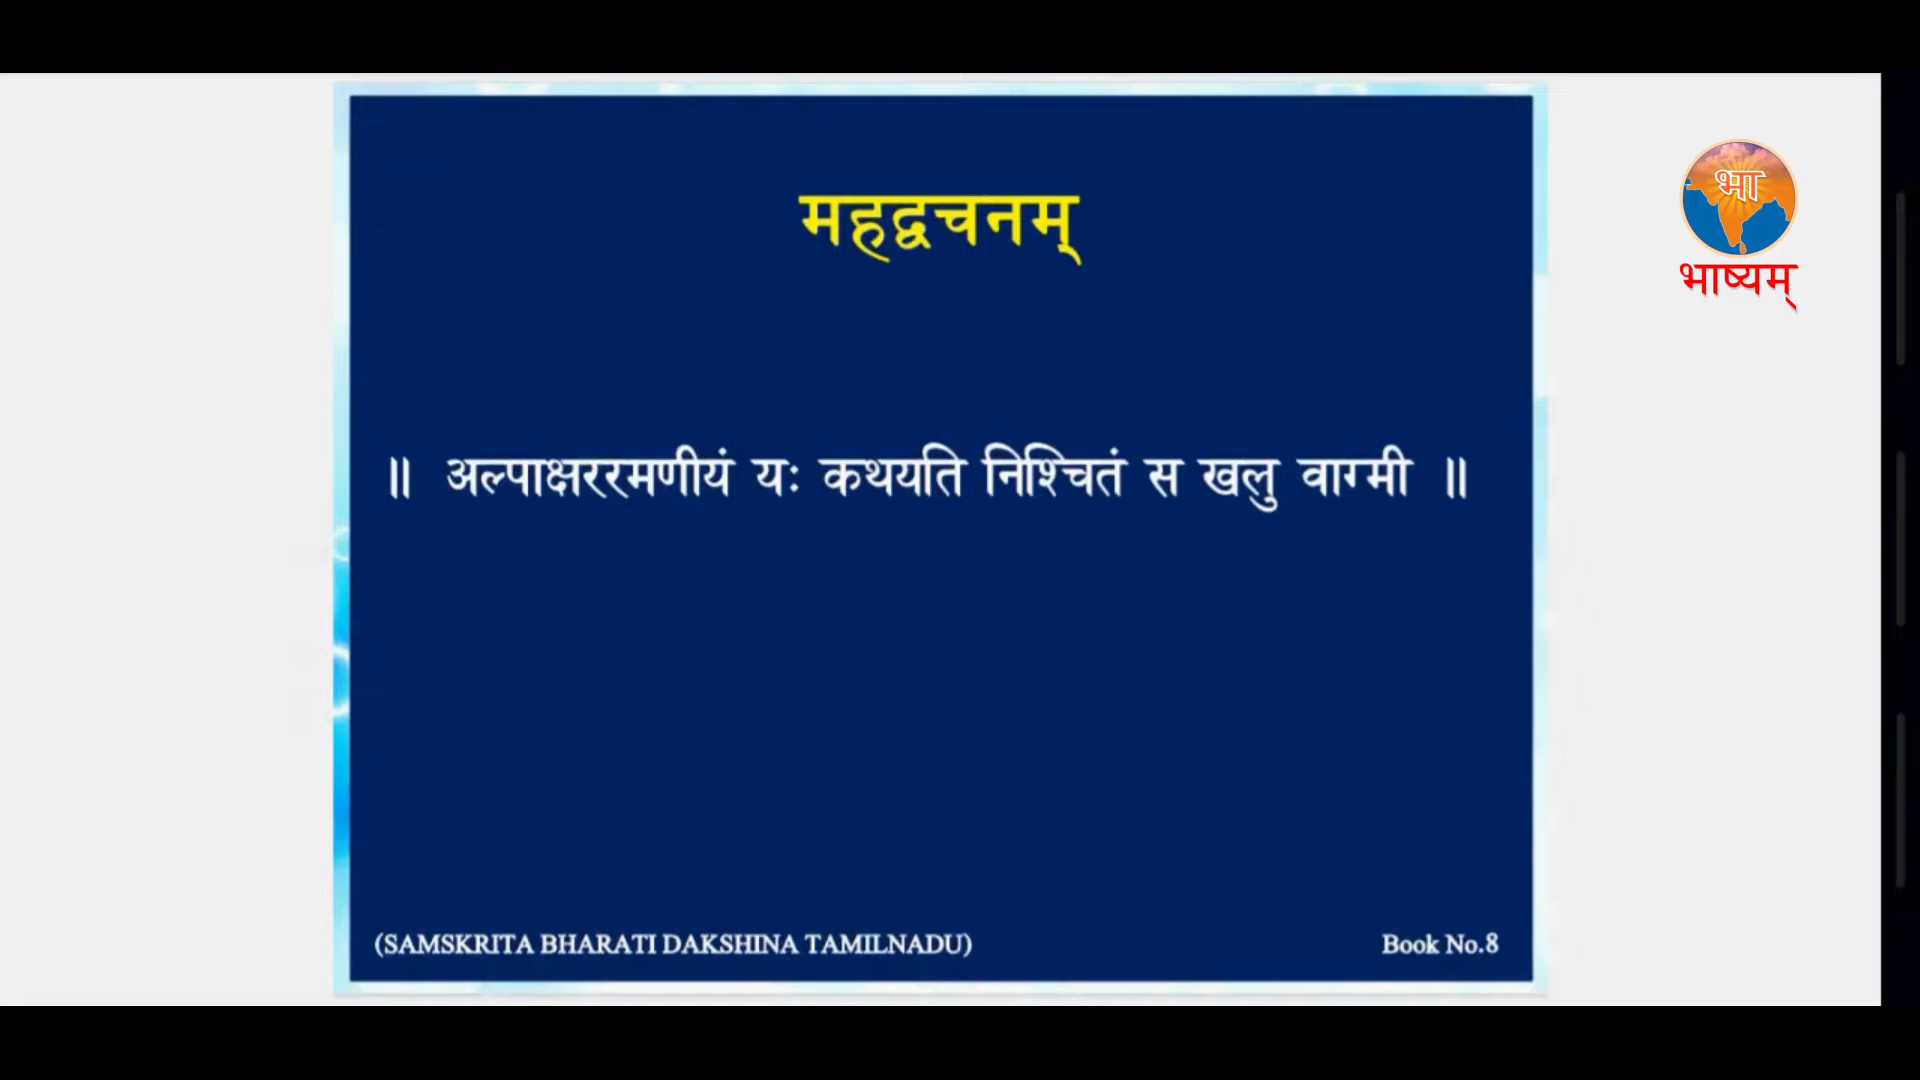 महद्वचनम्
भा
भाष्यम्
॥ अल्पाक्षररमणीयं यः कथयति निश्चितं स खलु वाग्मी ॥
(SAMSKRITA BHARATI DAKSHINA TAMILNADU)
Book No.8